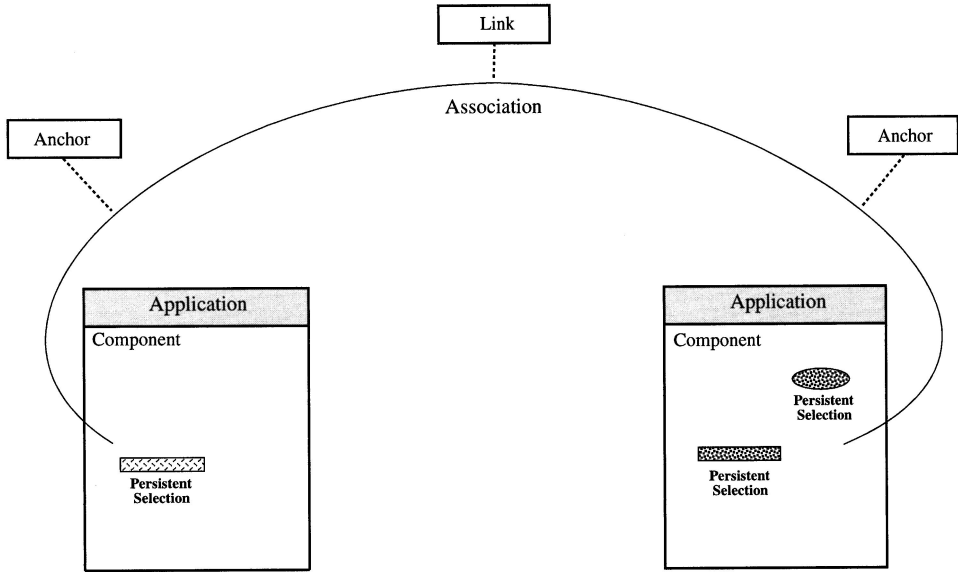 Link
Association
Anchor
Anchor
Application
Component
Persistent
Selection
Application
Component
Persistent
Selection
Persistent
Selection